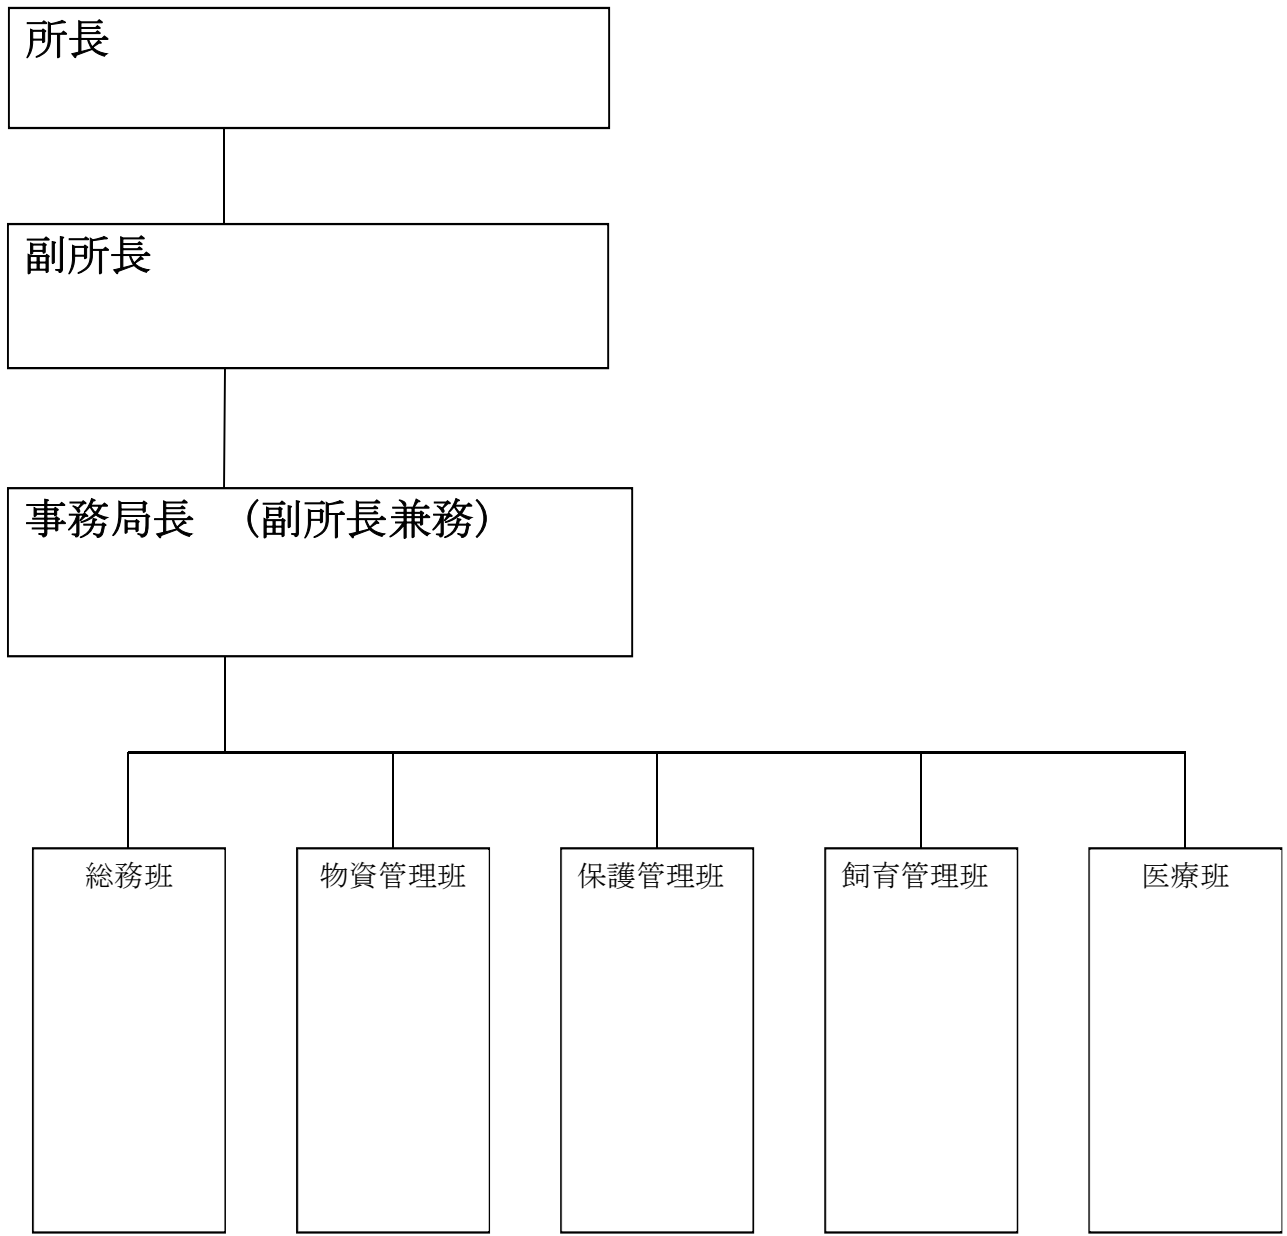 所長
副所長
事務局長　（副所長兼務）
総務班
物資管理班
保護管理班
飼育管理班
医療班